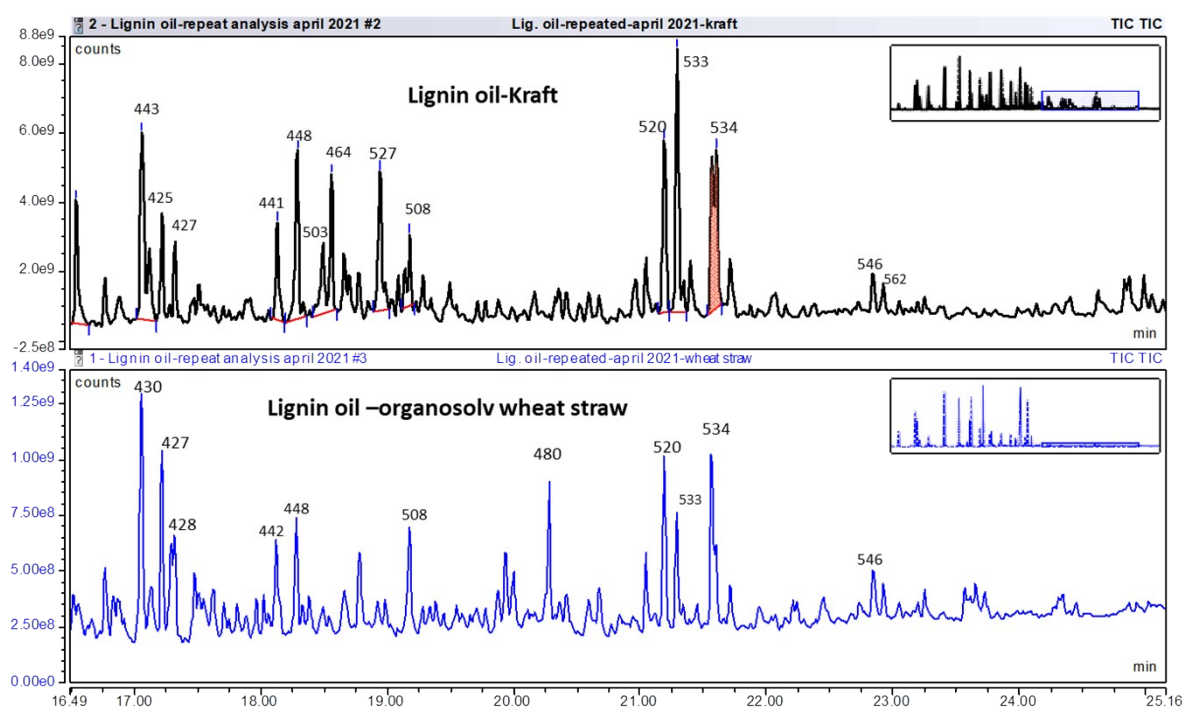 2 - Lignin oil-repeat analysis april 2021 #2 Lig. oil-repeated-april 2021-kraft TIC TIC
8.8e9
counts
8.0e9
6.0e9
4.0e9
2.0e9
-2.5e8
Lignin oil-Kraft
443
425
427
441
448
503
464
527
508
520
533
534
546
562
min
1 - Lignin oil-repeat analysis april 2021 #3 Lig. oil-repeated-april 2021-wheat straw TIC TIC
1.40e9
counts
1.25e9
1.00e9
7.50e8
5.00e8
2.50e8
0.00e0
Lignin oil –organosolv wheat straw
430
427
428
442
448
508
480
520
533
534
546
min
16.49 17.00 18.00 19.00 20.00 21.00 22.00 23.00 24.00 25.16